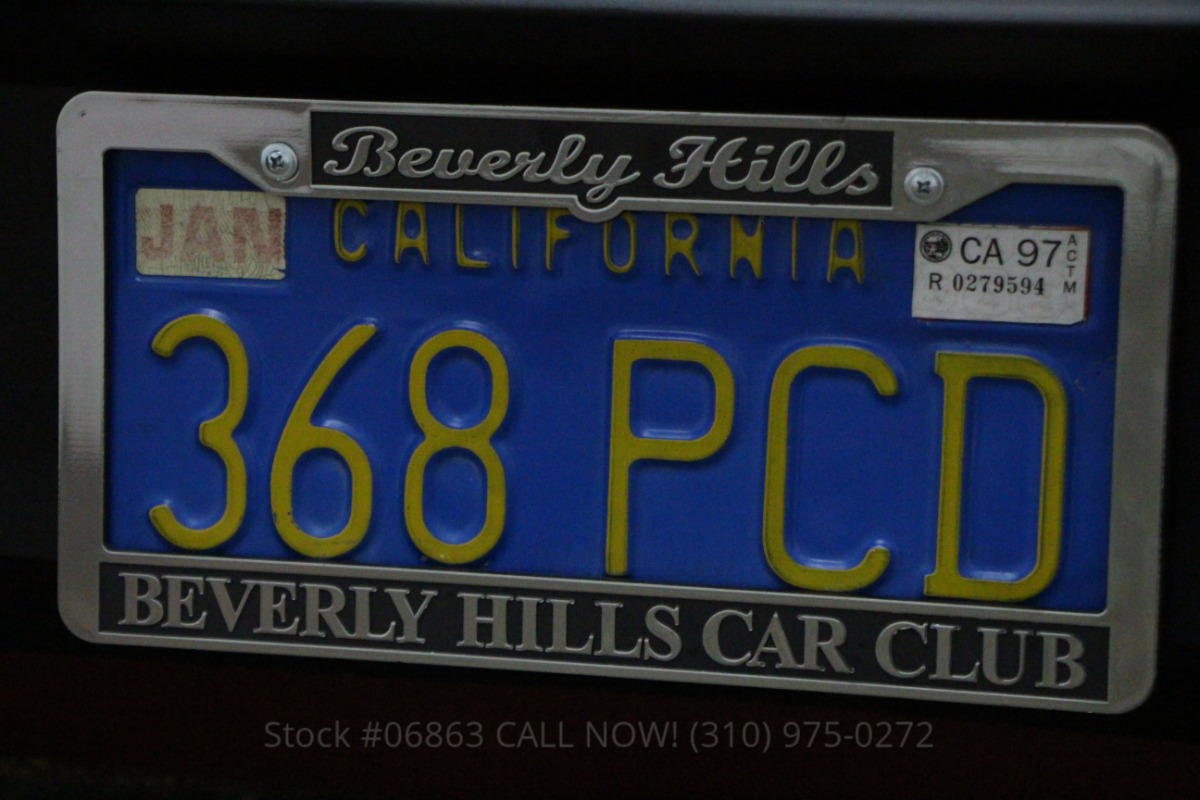 Beverly Hills
JAN
CALIFORNIA
CA 97
ACTM
R 0279594
368 PCD
BEVERLY HILLS CAR CLUB
Stock #06863 CALL NOW! (310) 975-0272